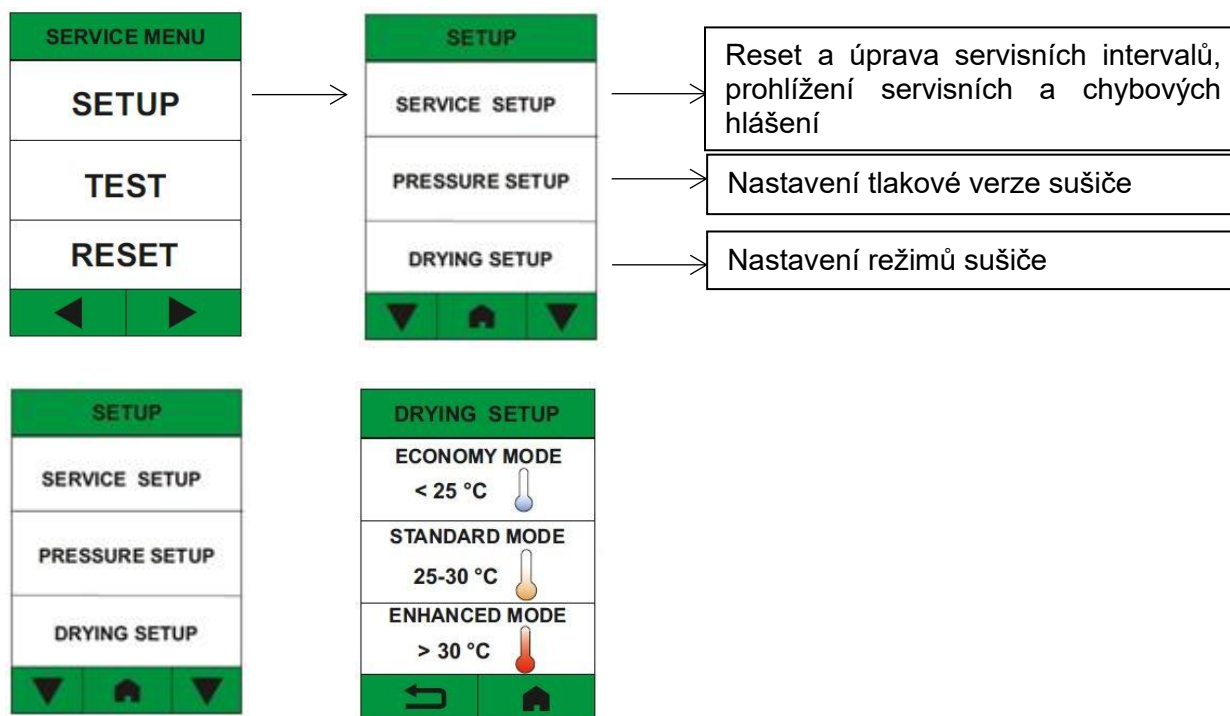 SERVICE MENU
SETUP
TEST
RESET
SETUP
SERVICE SETUP
PRESSURE SETUP
DRYING SETUP
Reset a úprava servisních intervalů,
prohlížení servisních a chybových
hlášení
Nastavení tlakové verze sušiče
Nastavení režimů sušiče
SETUP
SERVICE SETUP
PRESSURE SETUP
DRYING SETUP
DRYING SETUP
ECONOMY MODE
< 25 °C
STANDARD MODE
25-30 °C
ENHANCED MODE
> 30 °C